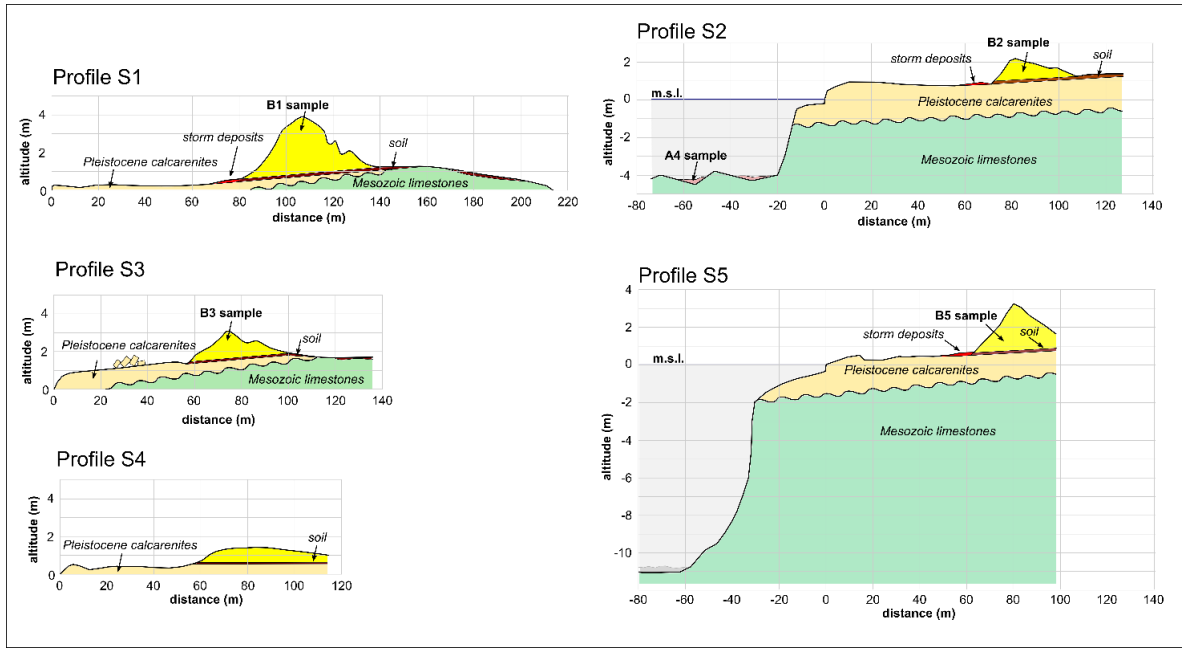 Profile S1
altitude (m)
4
2
0
B1 sample
storm deposits
soil
Pleistocene calcarenites
Mesozoic limestones
0 20 40 60 80 100 120 140 160 180 200 220
distance (m)
Profile S2
altitude (m)
2
0
-2
-4
B2 sample
storm deposits
soil
m.s.l.
Pleistocene calcarenites
Mesozoic limestones
A4 sample
-80 -60 -40 -20 0 20 40 60 80 100 120 140
distance (m)
Profile S3
altitude (m)
4
2
0
B3 sample
soil
Pleistocene calcarenites
Mesozoic limestones
0 20 40 60 80 100 120 140
distance (m)
Profile S4
altitude (m)
4
2
0
soil
Pleistocene calcarenites
0 20 40 60 80 100 120
distance (m)
Profile S5
altitude (m)
4
2
0
-2
-4
-6
-8
-10
B5 sample
storm deposits
soil
m.s.l.
Pleistocene calcarenites
Mesozoic limestones
-80 -60 -40 -20 0 20 40 60 80 100 120 140
distance (m)